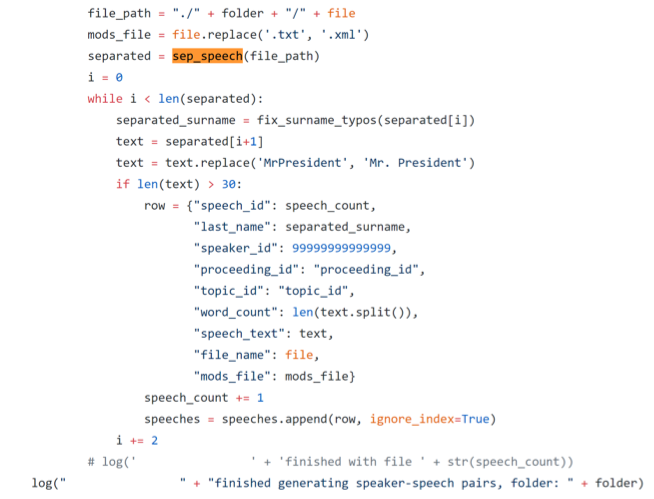 file_path = "./" + folder + "/" + file
mods_file = file.replace('.txt', '.xml')
separated = sep_speech(file_path)
i = 0
while i < len(separated):
    separated_surname = fix_surname_typos(separated[i])
    text = separated[i+1]
    text = text.replace('MrPresident', 'Mr. President')
    if len(text) > 30:
        row = {"speech_id": speech_count,
               "last_name": separated_surname,
               "speaker_id": 99999999999999,
               "proceeding_id": "proceeding_id",
               "topic_id": "topic_id",
               "word_count": len(text.split()),
               "speech_text": text,
               "file_name": file,
               "mods_file": mods_file}
        speech_count += 1
        speeches = speeches.append(row, ignore_index=True)
    i += 2
# log('                ' + 'finished with file ' + str(speech_count))
log("                " + "finished generating speaker-speech pairs, folder: " + folder)